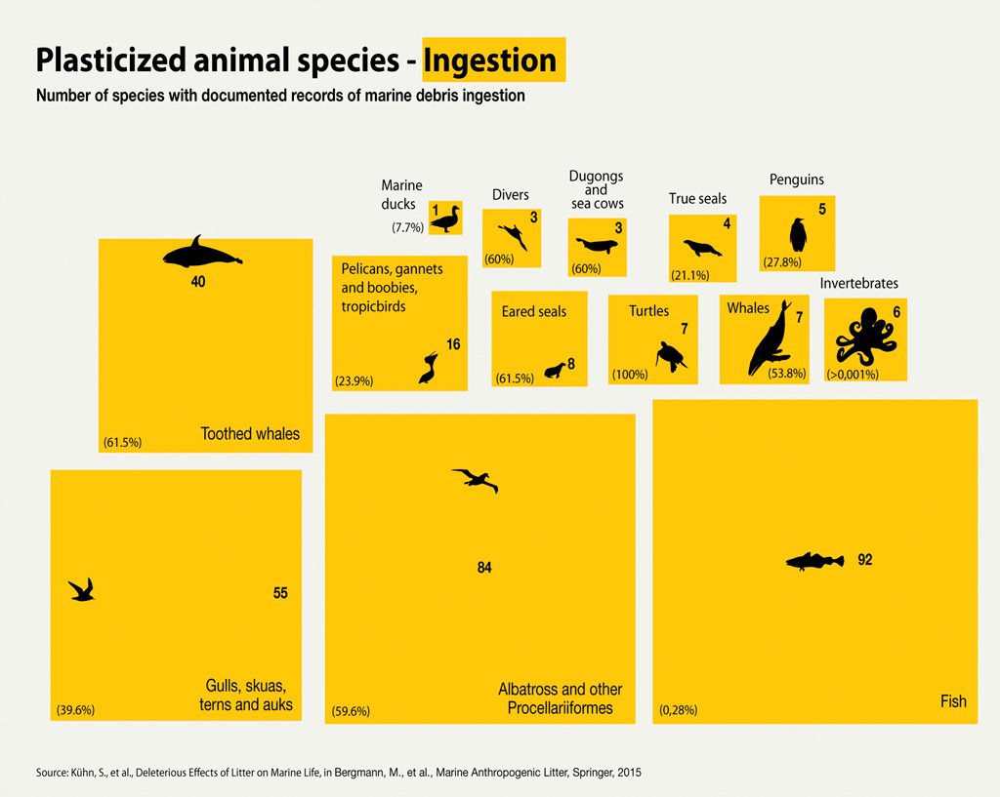 Plasticized animal species - Ingestion
Number of species with documented records of marine debris ingestion
Marine
ducks
(7.7%)
1
Divers
3
(60%)
Dugongs
and
sea cows
3
(60%)
True seals
4
(21.1%)
Penguins
5
(27.8%)
40
(61.5%)
Toothed whales
Pelicans, gannets
and boobies,
tropicbirds
16
(23.9%)
Eared seals
8
(61.5%)
Turtles
7
(100%)
Whales
7
(53.8%)
Invertebrates
6
(>0,001%)
55
Gulls, skuas,
terns and auks
(39.6%)
84
Albatross and other
Procellariiformes
(59.6%)
92
Fish
(0,28%)
Source: Kühn, S., et al., Deleterious Effects of Litter on Marine Life, in Bergmann, M., et al., Marine Anthropogenic Litter, Springer, 2015